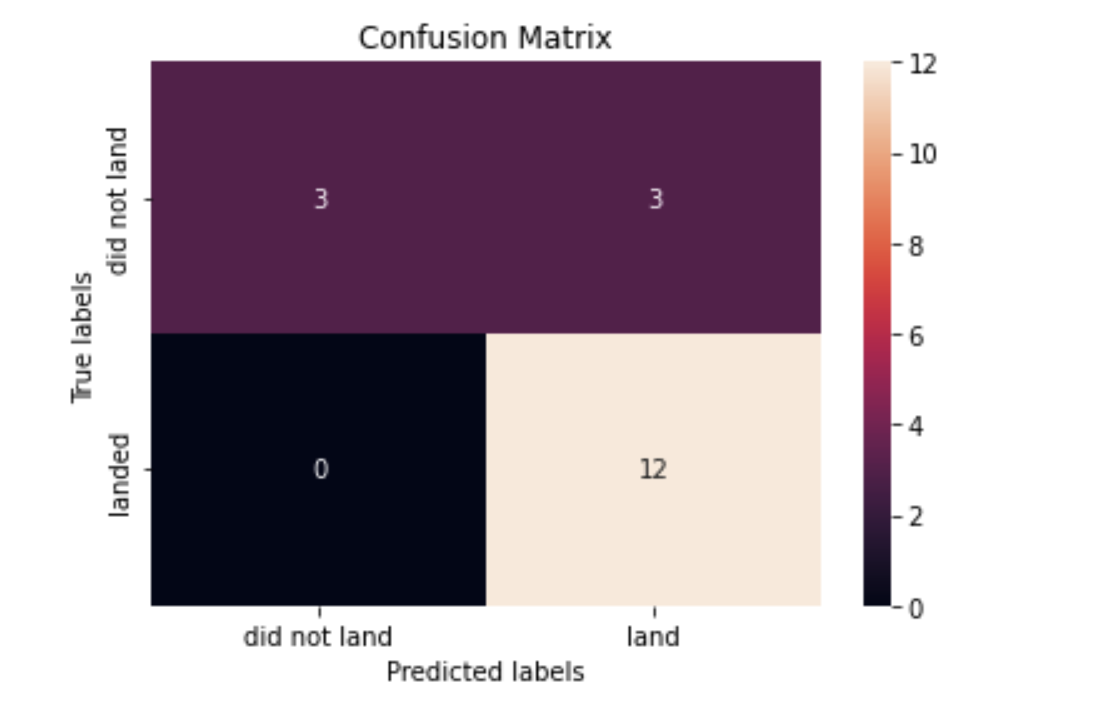 Confusion Matrix
True labels
did not land
landed
3 3
0 12
did not land land
Predicted labels
12
10
8
6
4
2
0